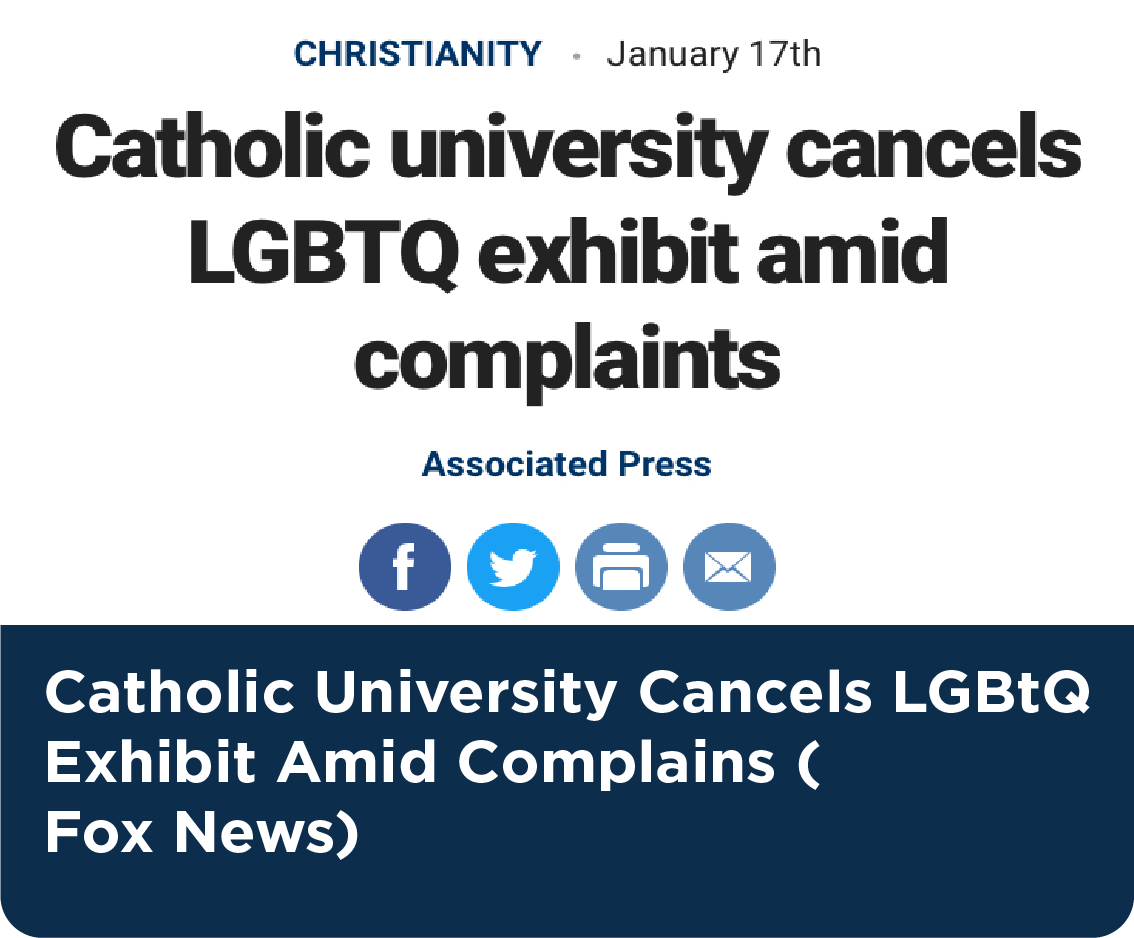 CHRISTIANITY · January 17th
Catholic university cancels
LGBTQ exhibit amid
complaints
Associated Press
f
Catholic University Cancels LGBtQ
Exhibit Amid Complains (
Fox News)